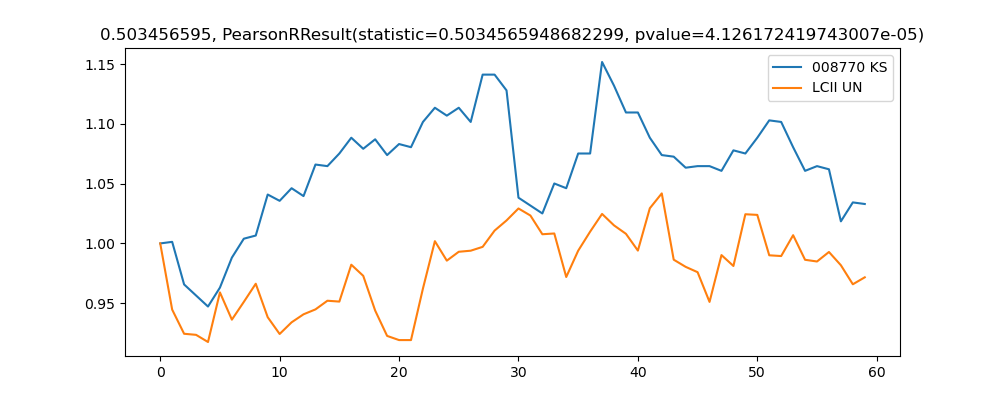 0.503456595, PearsonRResult(statistic=0.5034565948682299, pvalue=4.126172419743007e-05)
1.15
1.10
1.05
1.00
0.95
008770 KS
LCII UN
0 10 20 30 40 50 60